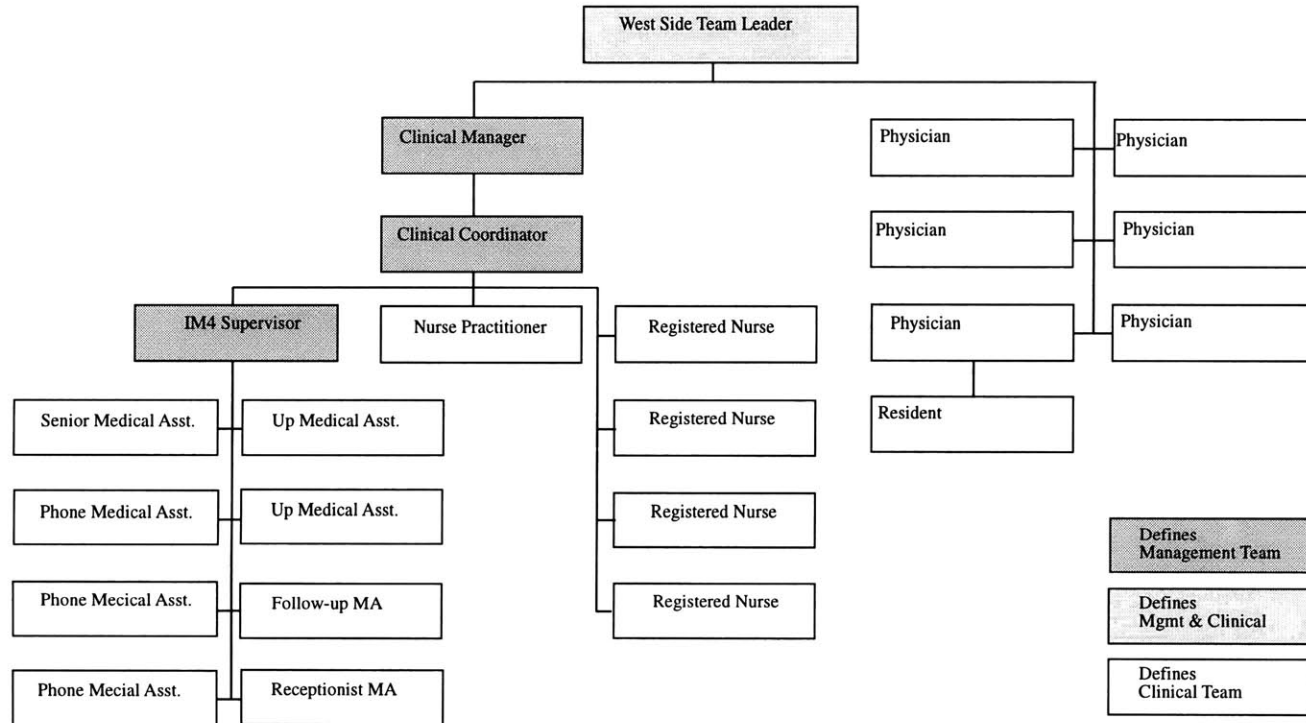 West Side Team Leader
Clinical Manager
Physician
Physician
Clinical Coordinator
Physician
Physician
IM4 Supervisor
Nurse Practitioner
Registered Nurse
Physician
Physician
Senior Medical Asst.
Up Medical Asst.
Registered Nurse
Resident
Phone Medical Asst.
Up Medical Asst.
Registered Nurse
Phone Mecical Asst.
Follow-up MA
Registered Nurse
Phone Mecial Asst.
Receptionist MA
Defines
Management Team
Defines
Mgmt & Clinical
Defines
Clinical Team